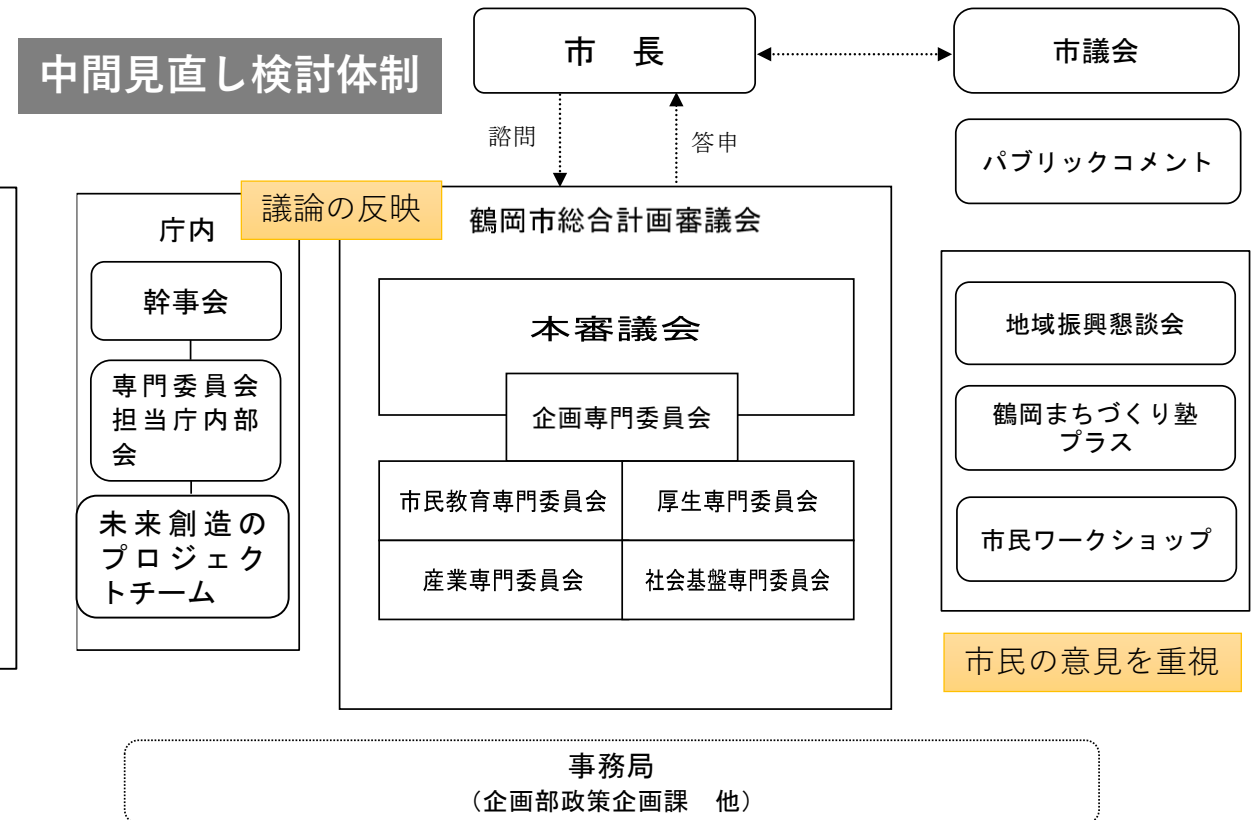 中間見直し検討体制
市　長
市議会
諮問
答申
パブリックコメント
議論の反映
庁内
幹事会
専門委員会
担当庁内部
会
未来創造の
プロジェク
トチーム
鶴岡市総合計画審議会
本審議会
企画専門委員会
市民教育専門委員会
厚生専門委員会
産業専門委員会
社会基盤専門委員会
地域振興懇談会
鶴岡まちづくり塾
プラス
市民ワークショップ
市民の意見を重視
事務局
（企画部政策企画課　他）